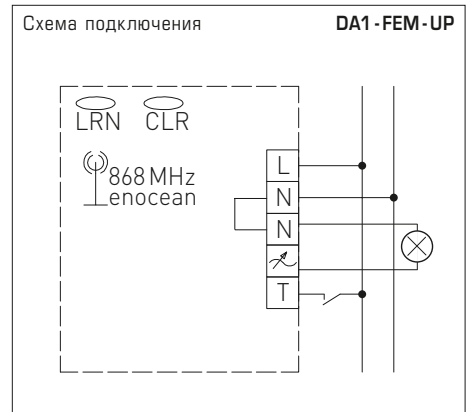 Схема подключения DA1-FEM-UP
LRN CLR
868 MHz
enocean
L
N
N
T